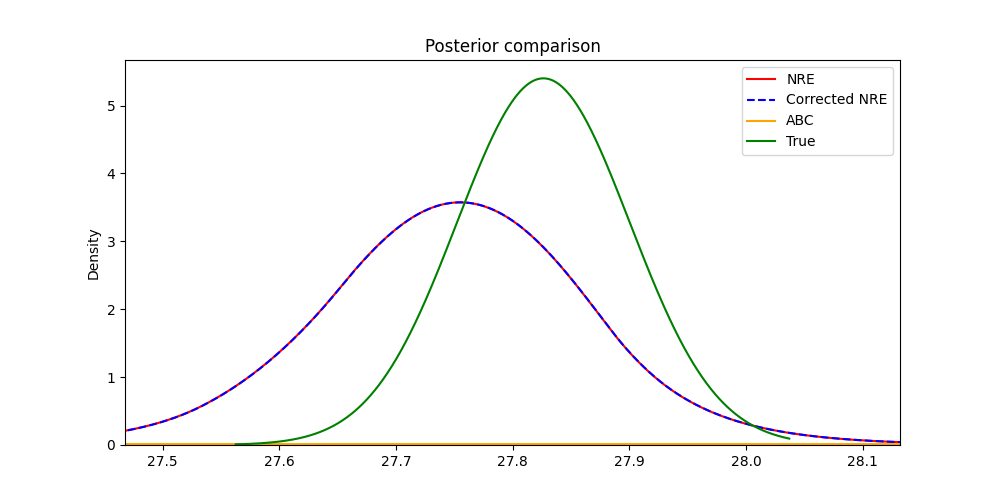 Posterior comparison
NRE
Corrected NRE
ABC
True
Density
5
4
3
2
1
0
27.5 27.6 27.7 27.8 27.9 28.0 28.1